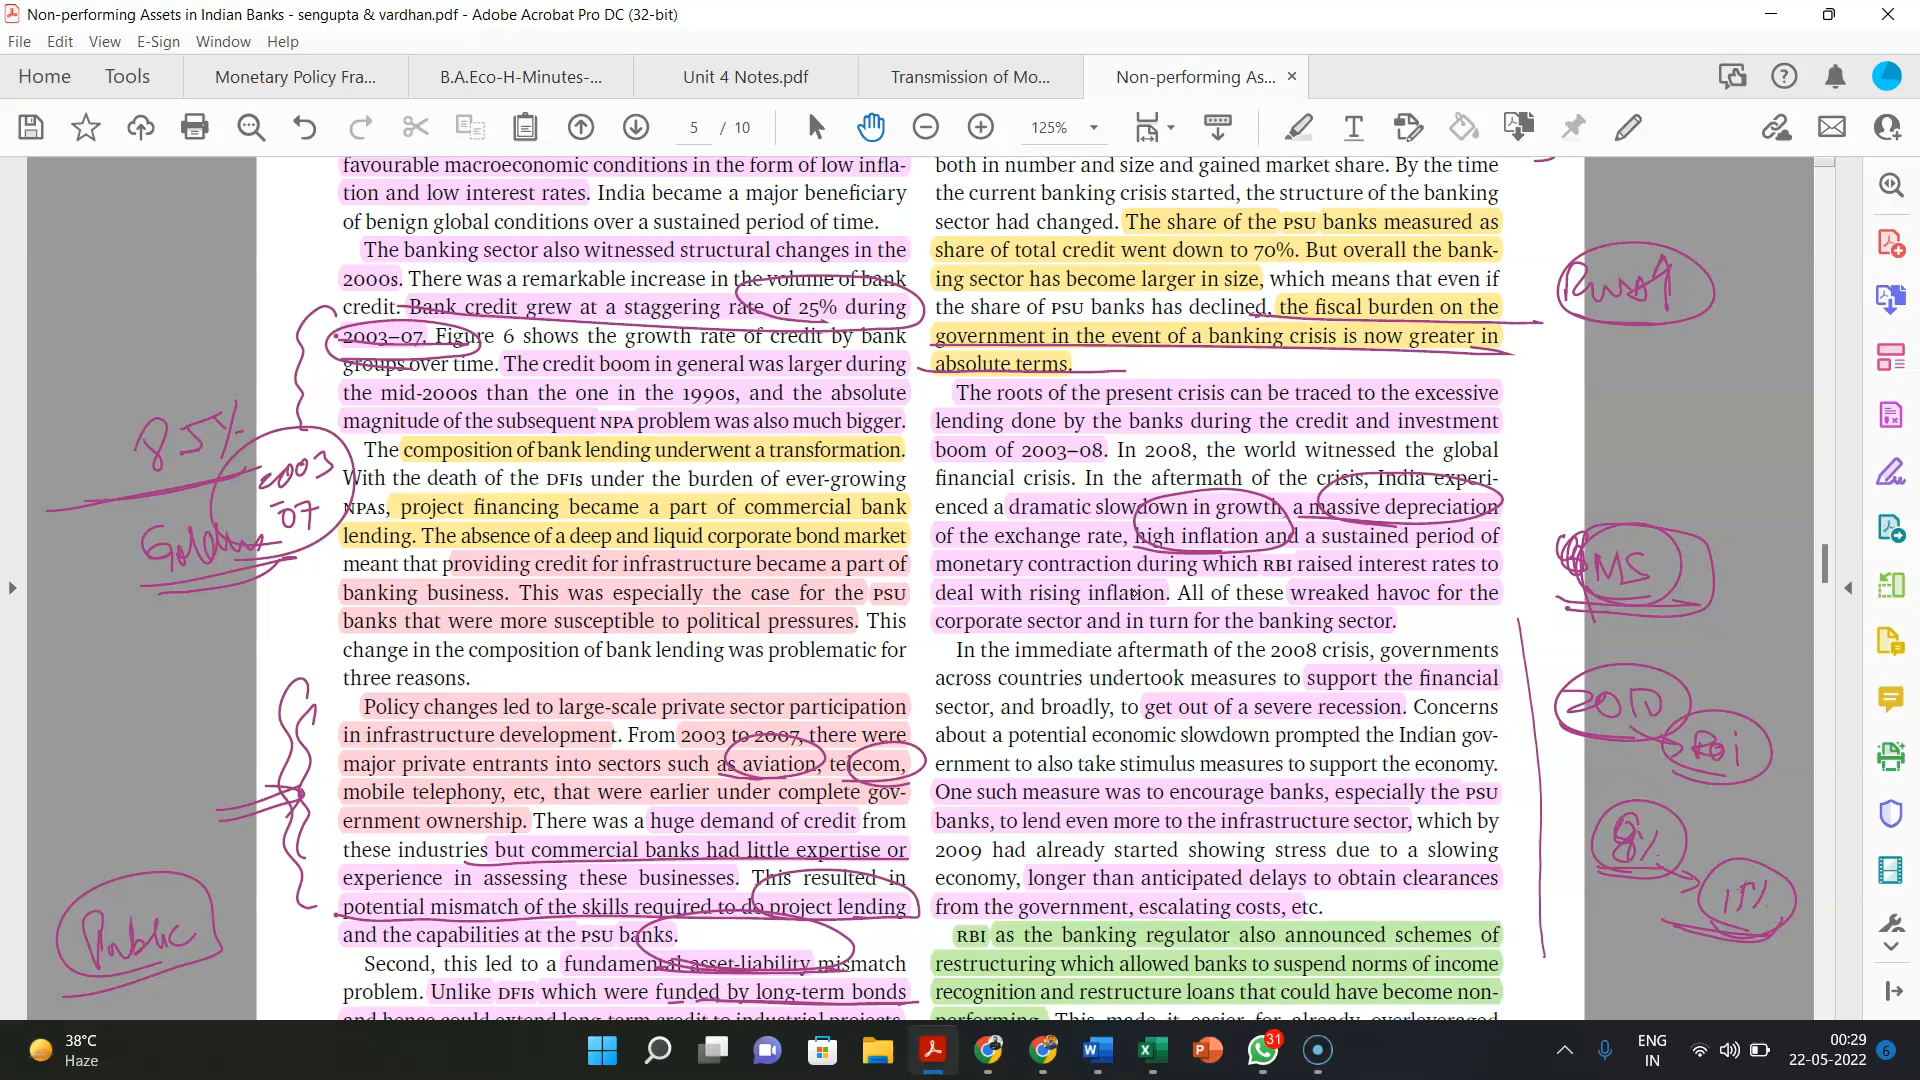 Non-performing Assets in Indian Banks - sengupta & vardhan.pdf - Adobe Acrobat Pro DC (32-bit)
File Edit View E-Sign Window Help
Home Tools Monetary Policy Fra... B.A.Eco-H-Minutes-... Unit 4 Notes.pdf Transmission of Mo... Non-performing As...
5 / 10 125%
favourable macroeconomic conditions in the form of low infla-
tion and low interest rates. India became a major beneficiary
of benign global conditions over a sustained period of time.
The banking sector also witnessed structural changes in the
2000s. There was a remarkable increase in the volume of bank
credit. Bank credit grew at a staggering rate of 25% during
2003–07. Figure 6 shows the growth rate of credit by bank
groups over time. The credit boom in general was larger during
the mid-2000s than the one in the 1990s, and the absolute
magnitude of the subsequent NPA problem was also much bigger.
The composition of bank lending underwent a transformation.
With the death of the DFIs under the burden of ever-growing
NPAs, project financing became a part of commercial bank
lending. The absence of a deep and liquid corporate bond market
meant that providing credit for infrastructure became a part of
banking business. This was especially the case for the PSU
banks that were more susceptible to political pressures. This
change in the composition of bank lending was problematic for
three reasons.
Policy changes led to large-scale private sector participation
in infrastructure development. From 2003 to 2007, there were
major private entrants into sectors such as aviation, telecom,
mobile telephony, etc, that were earlier under complete gov-
ernment ownership. There was a huge demand of credit from
these industries but commercial banks had little expertise or
experience in assessing these businesses. This resulted in
potential mismatch of the skills required to do project lending
and the capabilities at the PSU banks.
Second, this led to a fundamental asset-liability mismatch
problem. Unlike DFIs which were funded by long-term bonds
and hence could extend long term credit to industrial projects,
85%
2003
-07
Public
both in number and size and gained market share. By the time
the current banking crisis started, the structure of the banking
sector had changed. The share of the PSU banks measured as
share of total credit went down to 70%. But overall the bank-
ing sector has become larger in size, which means that even if
the share of PSU banks has declined, the fiscal burden on the
government in the event of a banking crisis is now greater in
absolute terms.
The roots of the present crisis can be traced to the excessive
lending done by the banks during the credit and investment
boom of 2003–08. In 2008, the world witnessed the global
financial crisis. In the aftermath of the crisis, India experi-
enced a dramatic slowdown in growth, a massive depreciation
of the exchange rate, high inflation and a sustained period of
monetary contraction during which RBI raised interest rates to
deal with rising inflation. All of these wreaked havoc for the
corporate sector and in turn for the banking sector.
In the immediate aftermath of the 2008 crisis, governments
across countries undertook measures to support the financial
sector, and broadly, to get out of a severe recession. Concerns
about a potential economic slowdown prompted the Indian gov-
ernment to also take stimulus measures to support the economy.
One such measure was to encourage banks, especially the PSU
banks, to lend even more to the infrastructure sector, which by
2009 had already started showing stress due to a slowing
economy, longer than anticipated delays to obtain clearances
from the government, escalating costs, etc.
RBI as the banking regulator also announced schemes of
restructuring which allowed banks to suspend norms of income
recognition and restructure loans that could have become non-
performing. This made it easier for already overleveraged
MS
RoI
8%
15%
38°C
Haze
31
ENG
IN
00:29
22-05-2022
6